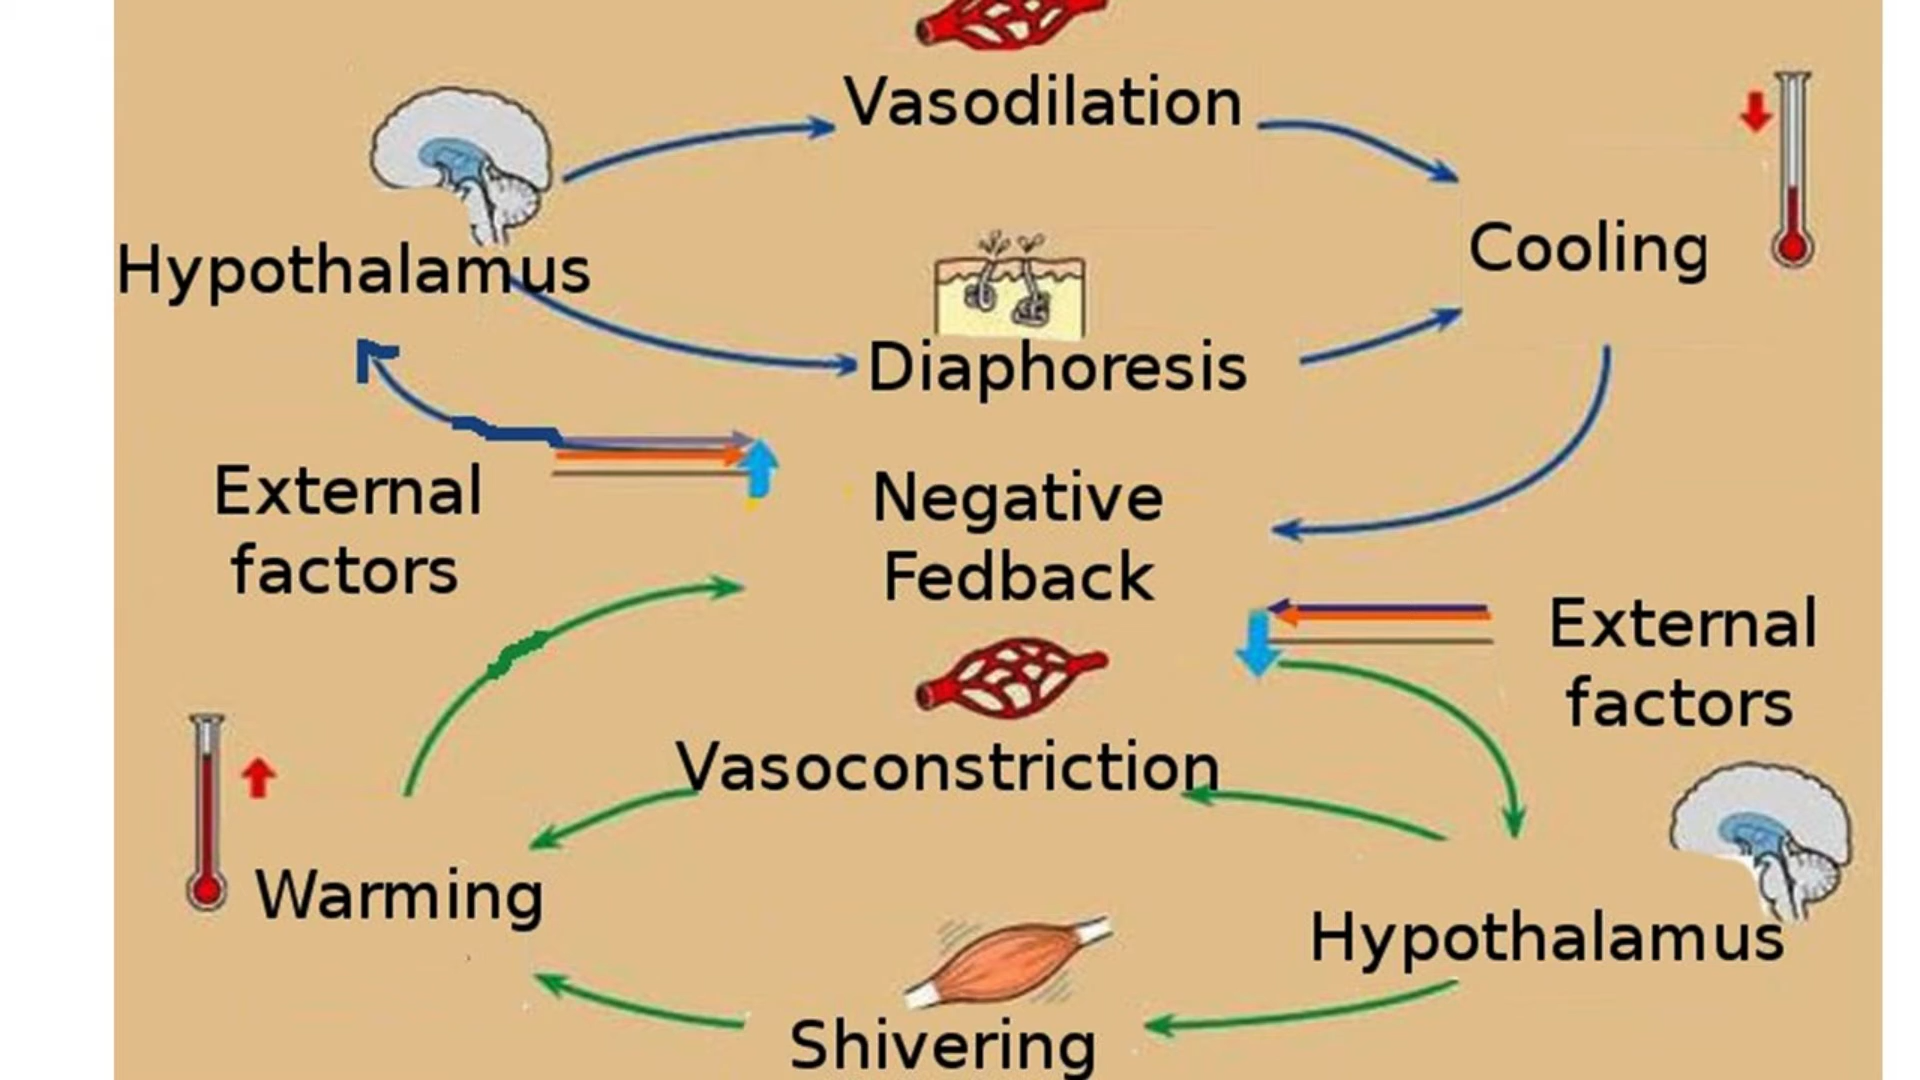 Vasodilation
Hypothalamus
Cooling
Diaphoresis
External
factors
Negative
Fedback
External
factors
Vasoconstriction
Warming
Hypothalamus
Shivering